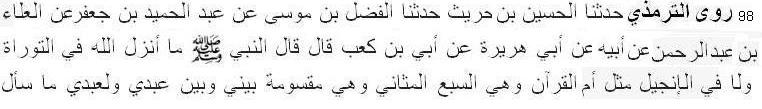 98 روى الترمذي حدثنا الحسين بن حريث حدثنا الفضل بن موسى عن عبد الحميد بن جعفرعن العلاء
بن عبدالرحمن عن أبيه عن أبي هريرة عن أبي بن كعب قال قال النبي ﷺ ما أنزل الله في التوراة
ولا في الإنجيل مثل أم القرآن وهي السبع المثاني وهي مقسومة بيني وبين عبدي ولعبدي ما سأل